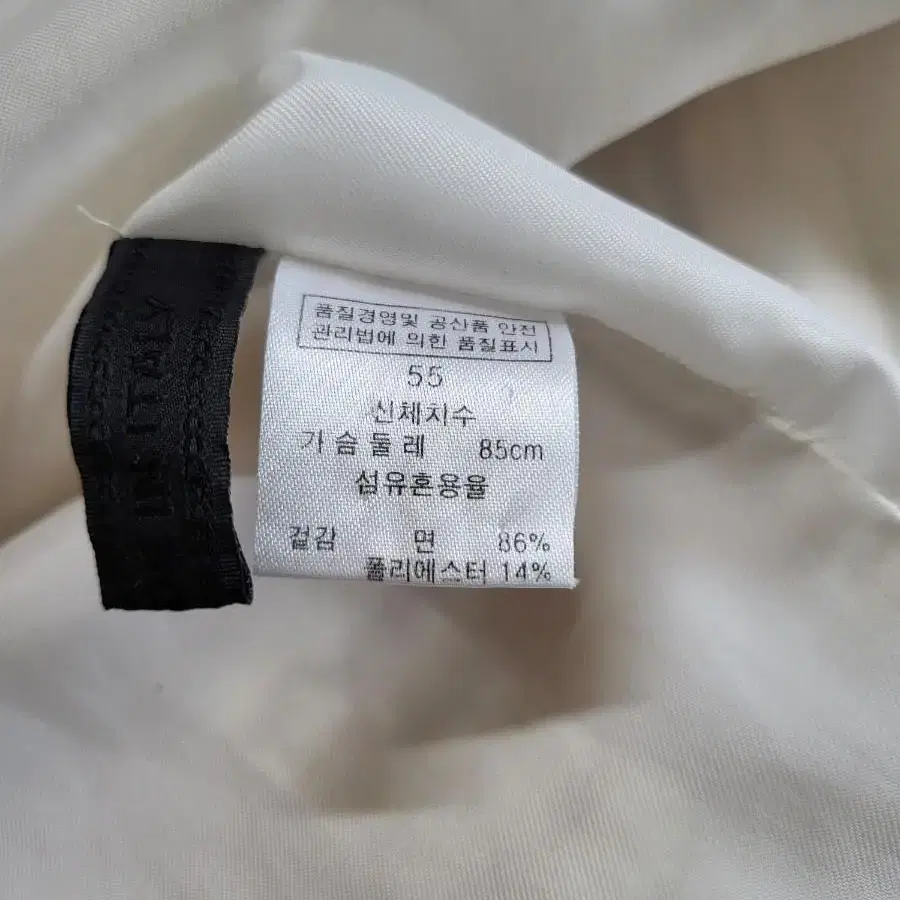 품질경영및 공산품 안전
관리법에 의한 품질표시
55
신체치수
가슴둘레 85cm
섬유혼용율
겉감 면 86%
폴리에스터 14%